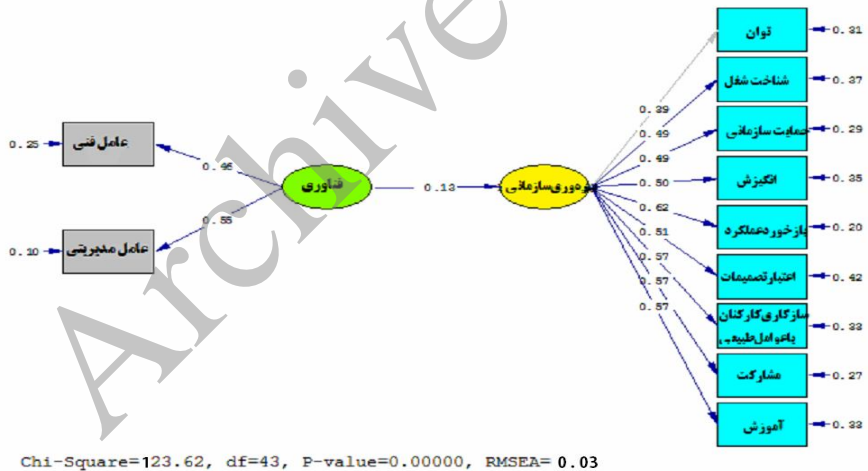 توان
0.31
شناخت شغل
0.37
حمایت سازمانی
0.29
انگیزش
0.35
بازخورد عملکرد
0.20
اعتبار تصمیمات
0.42
سازگاری کارکنان
با عوامل طبیعی
0.33
مشارکت
0.27
آموزش
0.33
0.39
0.49
0.49
0.50
0.62
0.51
0.57
0.57
0.57
بهره‌وری سازمانی
0.13
فناوری
0.46
0.55
عامل فنی
0.25
عامل مدیریتی
0.10
Archive
Chi-Square=123.62, df=43, P-value=0.00000, RMSEA= 0.03